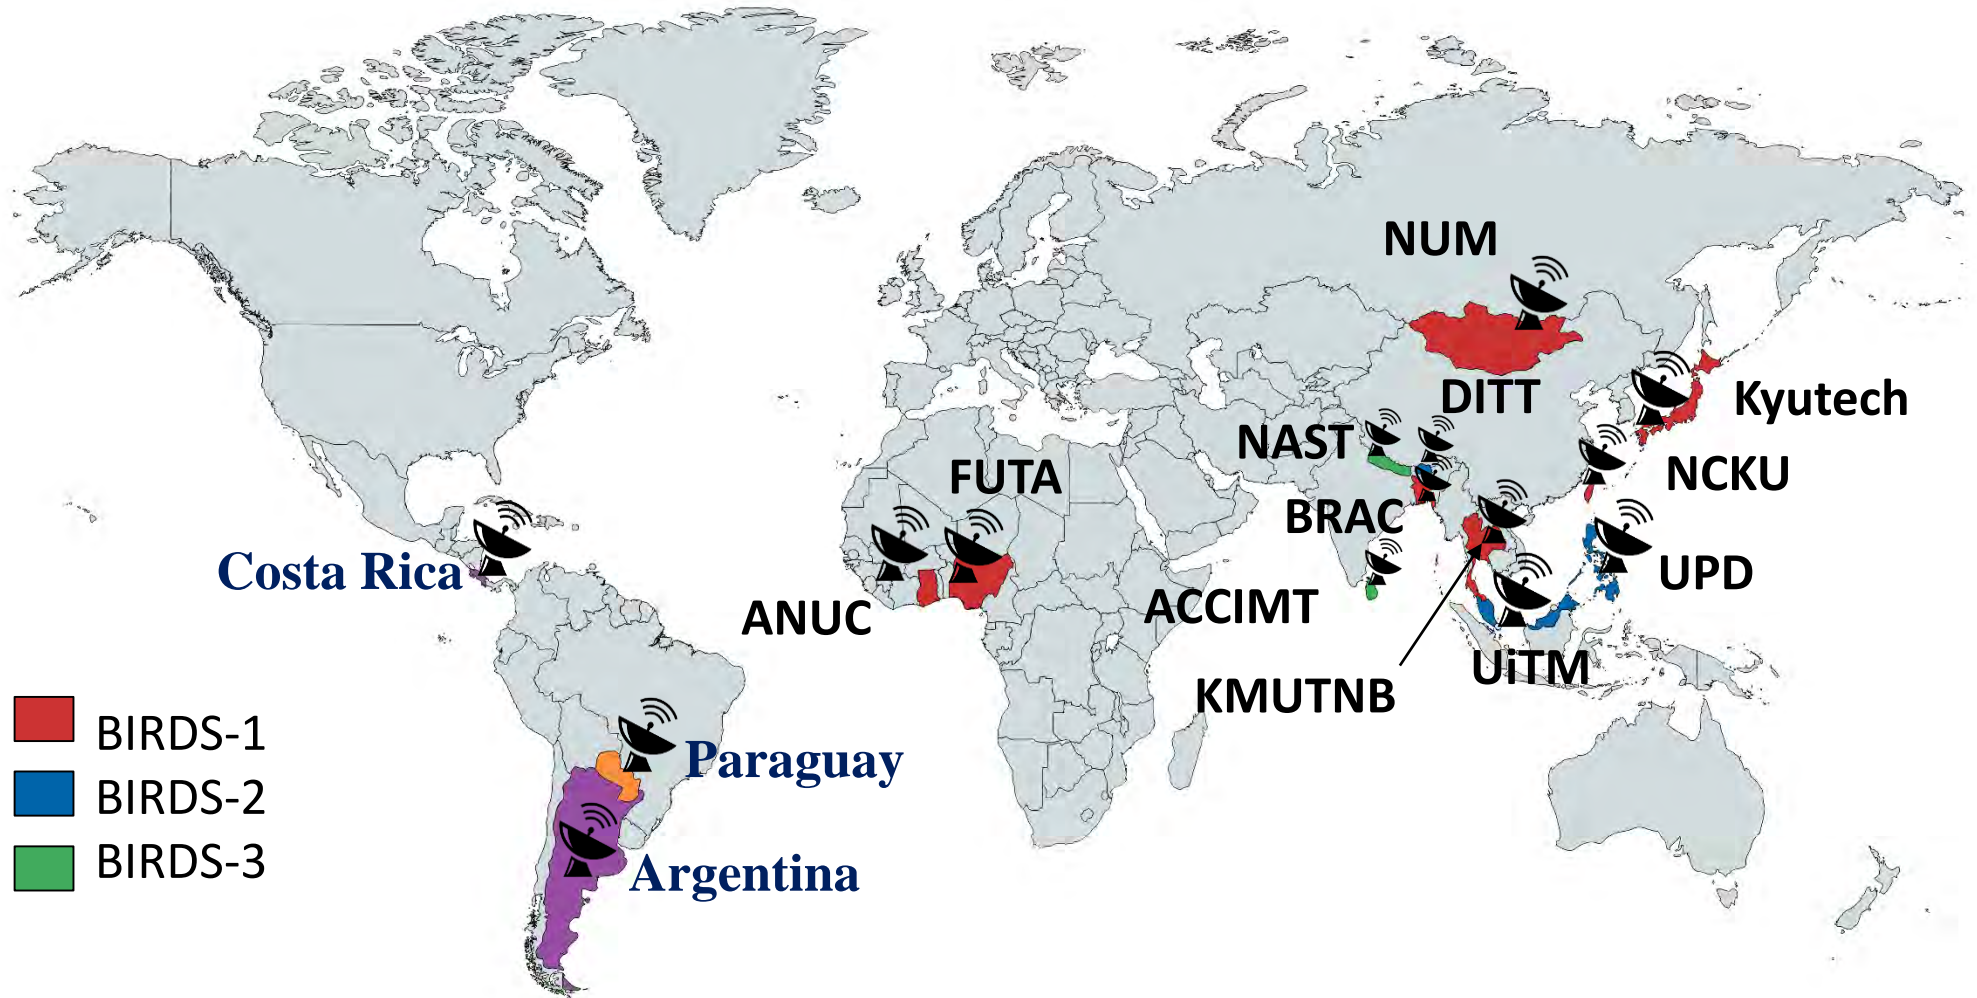 NUM
DITT
Kyutech
NAST
FUTA
NCKU
BRAC
Costa Rica
UPD
ANUC
ACCIMT
UiTM
KMUTNB
BIRDS-1
Paraguay
BIRDS-2
BIRDS-3
Argentina